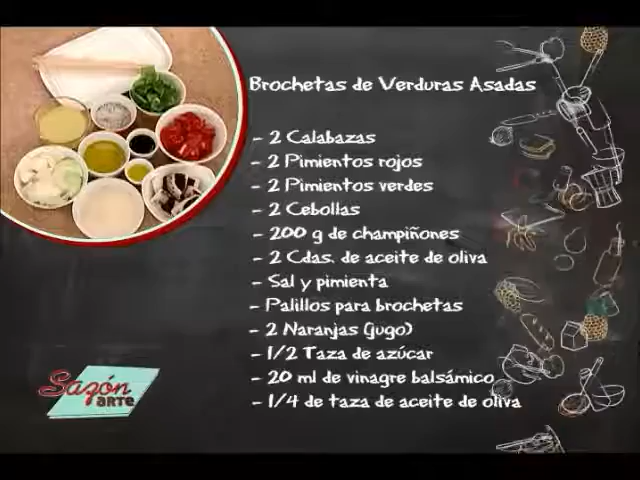 Brochetas de Verduras Asadas
- 2 Calabazas
- 2 Pimientos rojos
- 2 Pimientos verdes
- 2 Cebollas
- 200 g de champiñones
- 2 Cdas. de aceite de oliva
- Sal y pimienta
- Palillos para brochetas
- 2 Naranjas (jugo)
- 1/2 Taza de azúcar
- 20 ml de vinagre balsámico
- 1/4 de taza de aceite de oliva
Sazón
ARTE